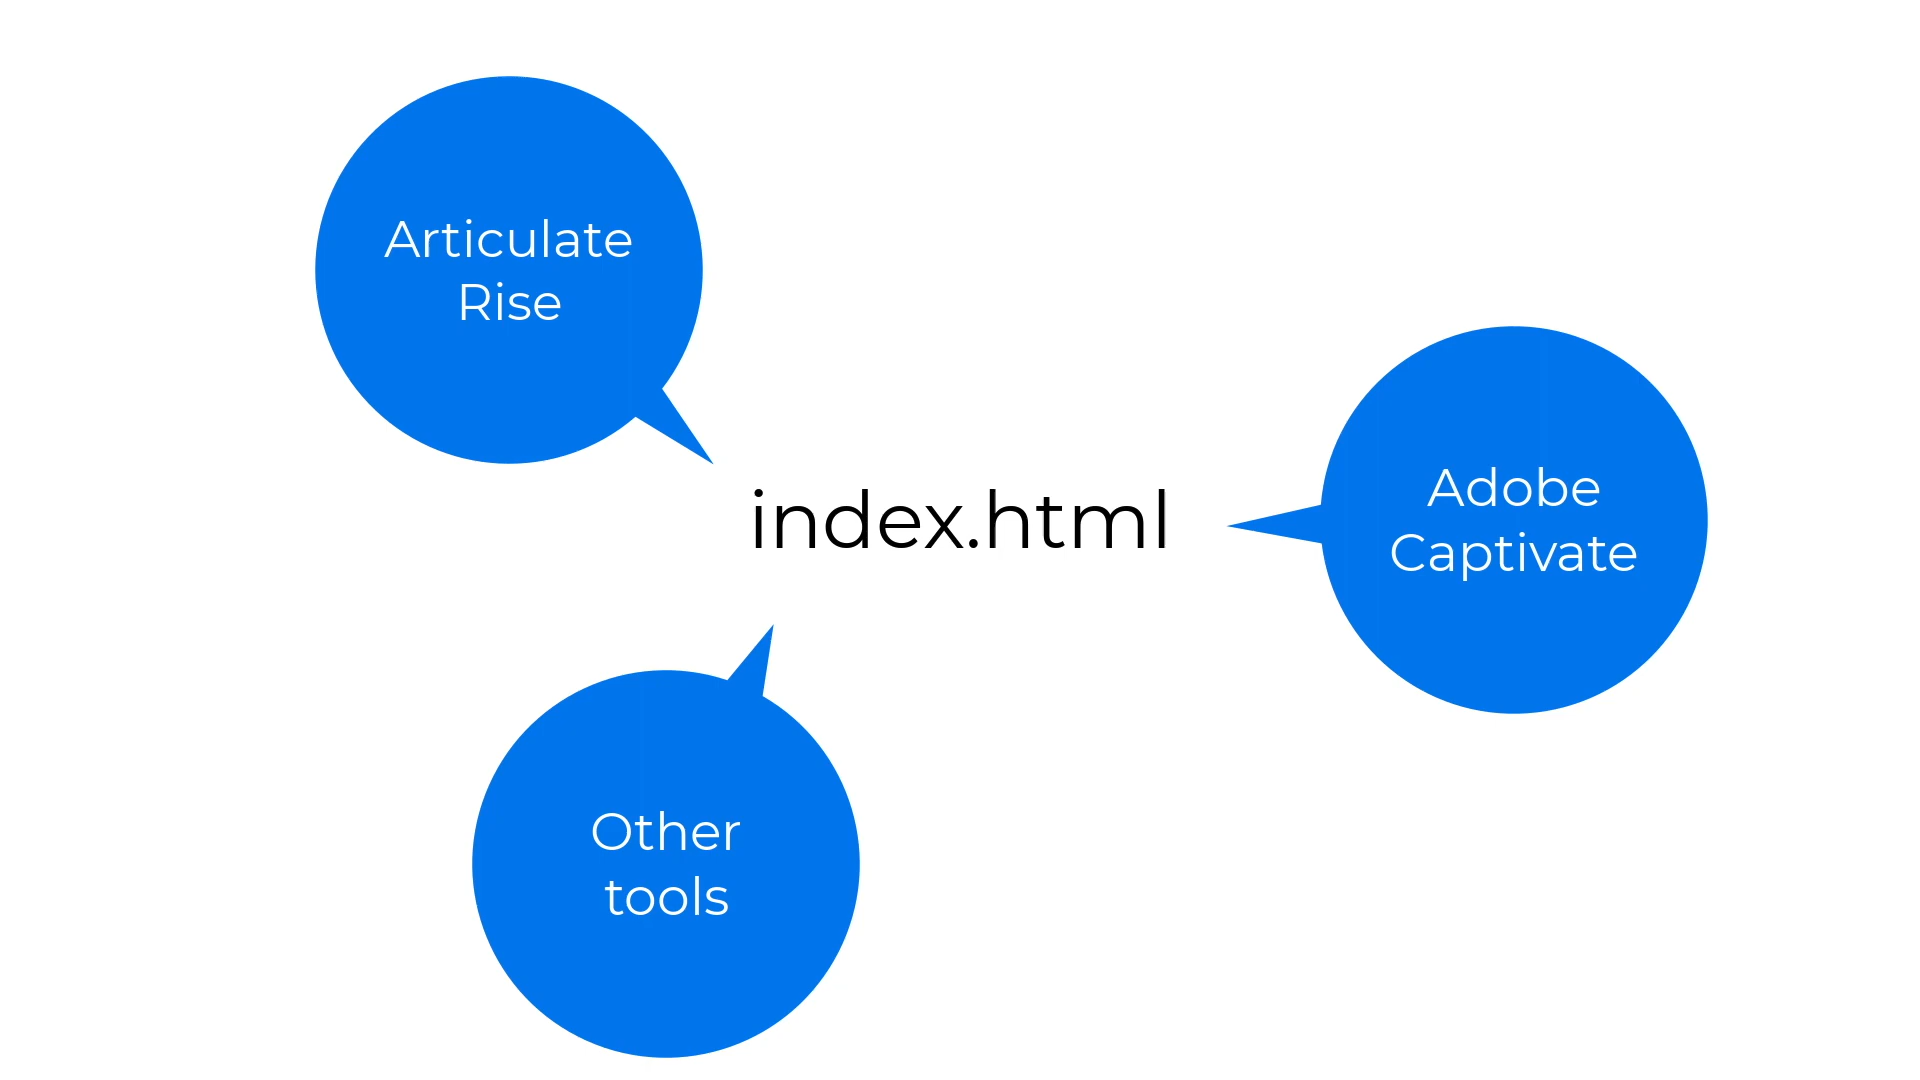 Articulate
Rise
index.html
Adobe
Captivate
Other
tools